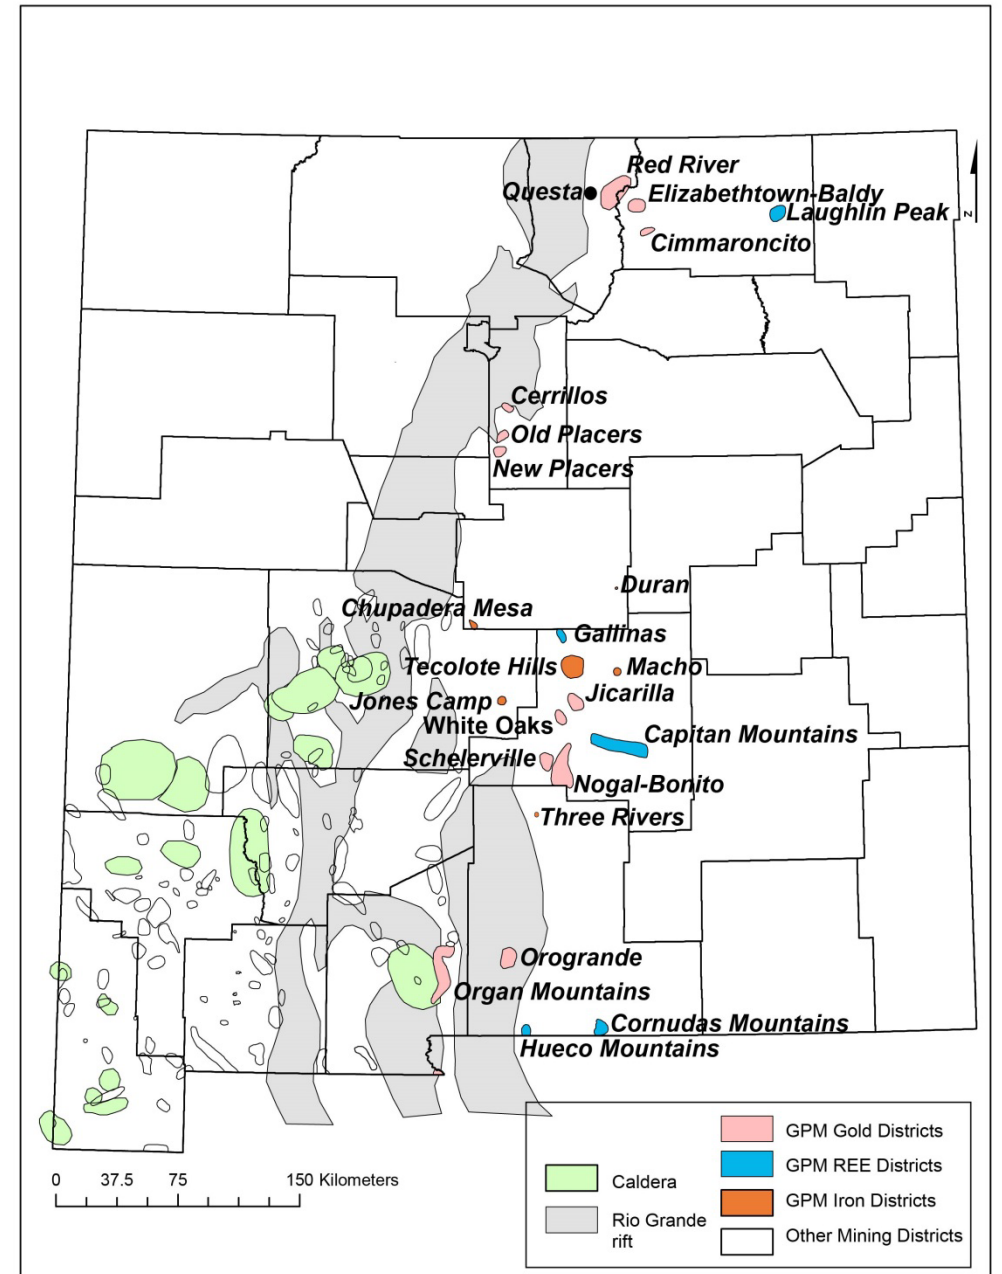 Red River
Questa
Elizabethtown-Baldy
Laughlin Peak
N
Cimmaroncito
Cerrillos
Old Placers
New Placers
Duran
Chupadera Mesa
Gallinas
Tecolote Hills
Macho
Jicarilla
Jones Camp
White Oaks
Capitan Mountains
Schelerville
Nogal-Bonito
Three Rivers
Orogrande
Organ Mountains
Cornudas Mountains
Hueco Mountains
0 37.5 75 150 Kilometers
Caldera
Rio Grande
rift
GPM Gold Districts
GPM REE Districts
GPM Iron Districts
Other Mining Districts